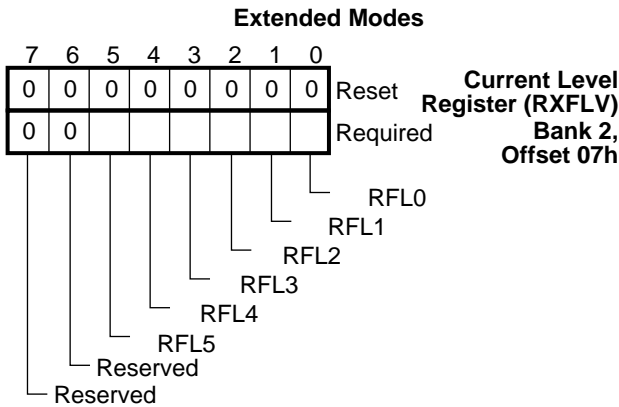 Extended Modes
7 6 5 4 3 2 1 0
0 0 0 0 0 0 0 0 Reset
0 0 Required
Current Level
Register (RXFLV)
Bank 2,
Offset 07h
RFL0
RFL1
RFL2
RFL3
RFL4
RFL5
Reserved
Reserved